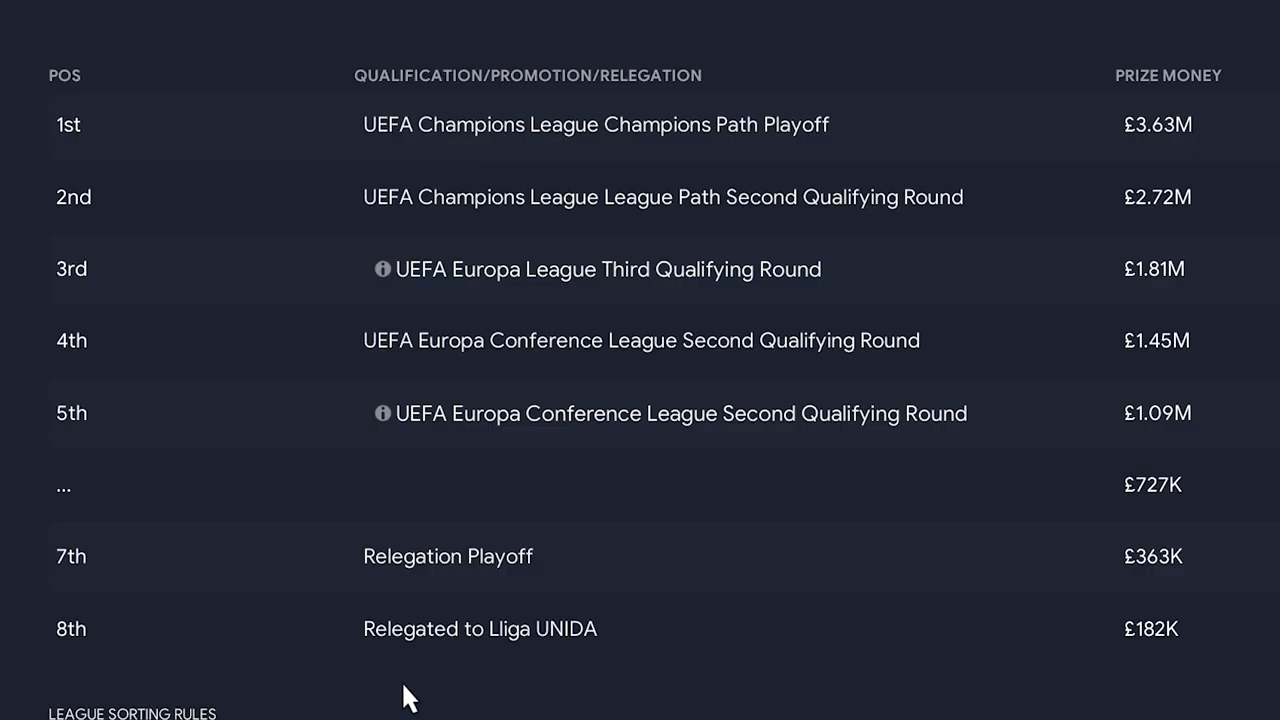 POS QUALIFICATION/PROMOTION/RELEGATION PRIZE MONEY
1st UEFA Champions League Champions Path Playoff £3.63M
2nd UEFA Champions League League Path Second Qualifying Round £2.72M
3rd UEFA Europa League Third Qualifying Round £1.81M
4th UEFA Europa Conference League Second Qualifying Round £1.45M
5th UEFA Europa Conference League Second Qualifying Round £1.09M
... £727K
7th Relegation Playoff £363K
8th Relegated to Lliga UNIDA £182K
LEAGUE SORTING RULES